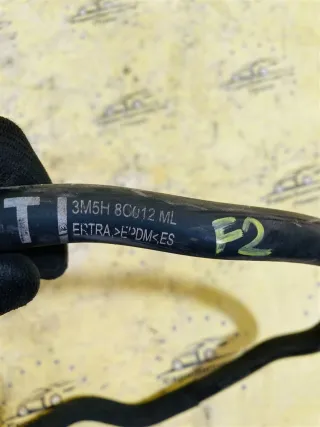 T
3M5H 8C012 ML
ERTRA >EPDM< ES
F2